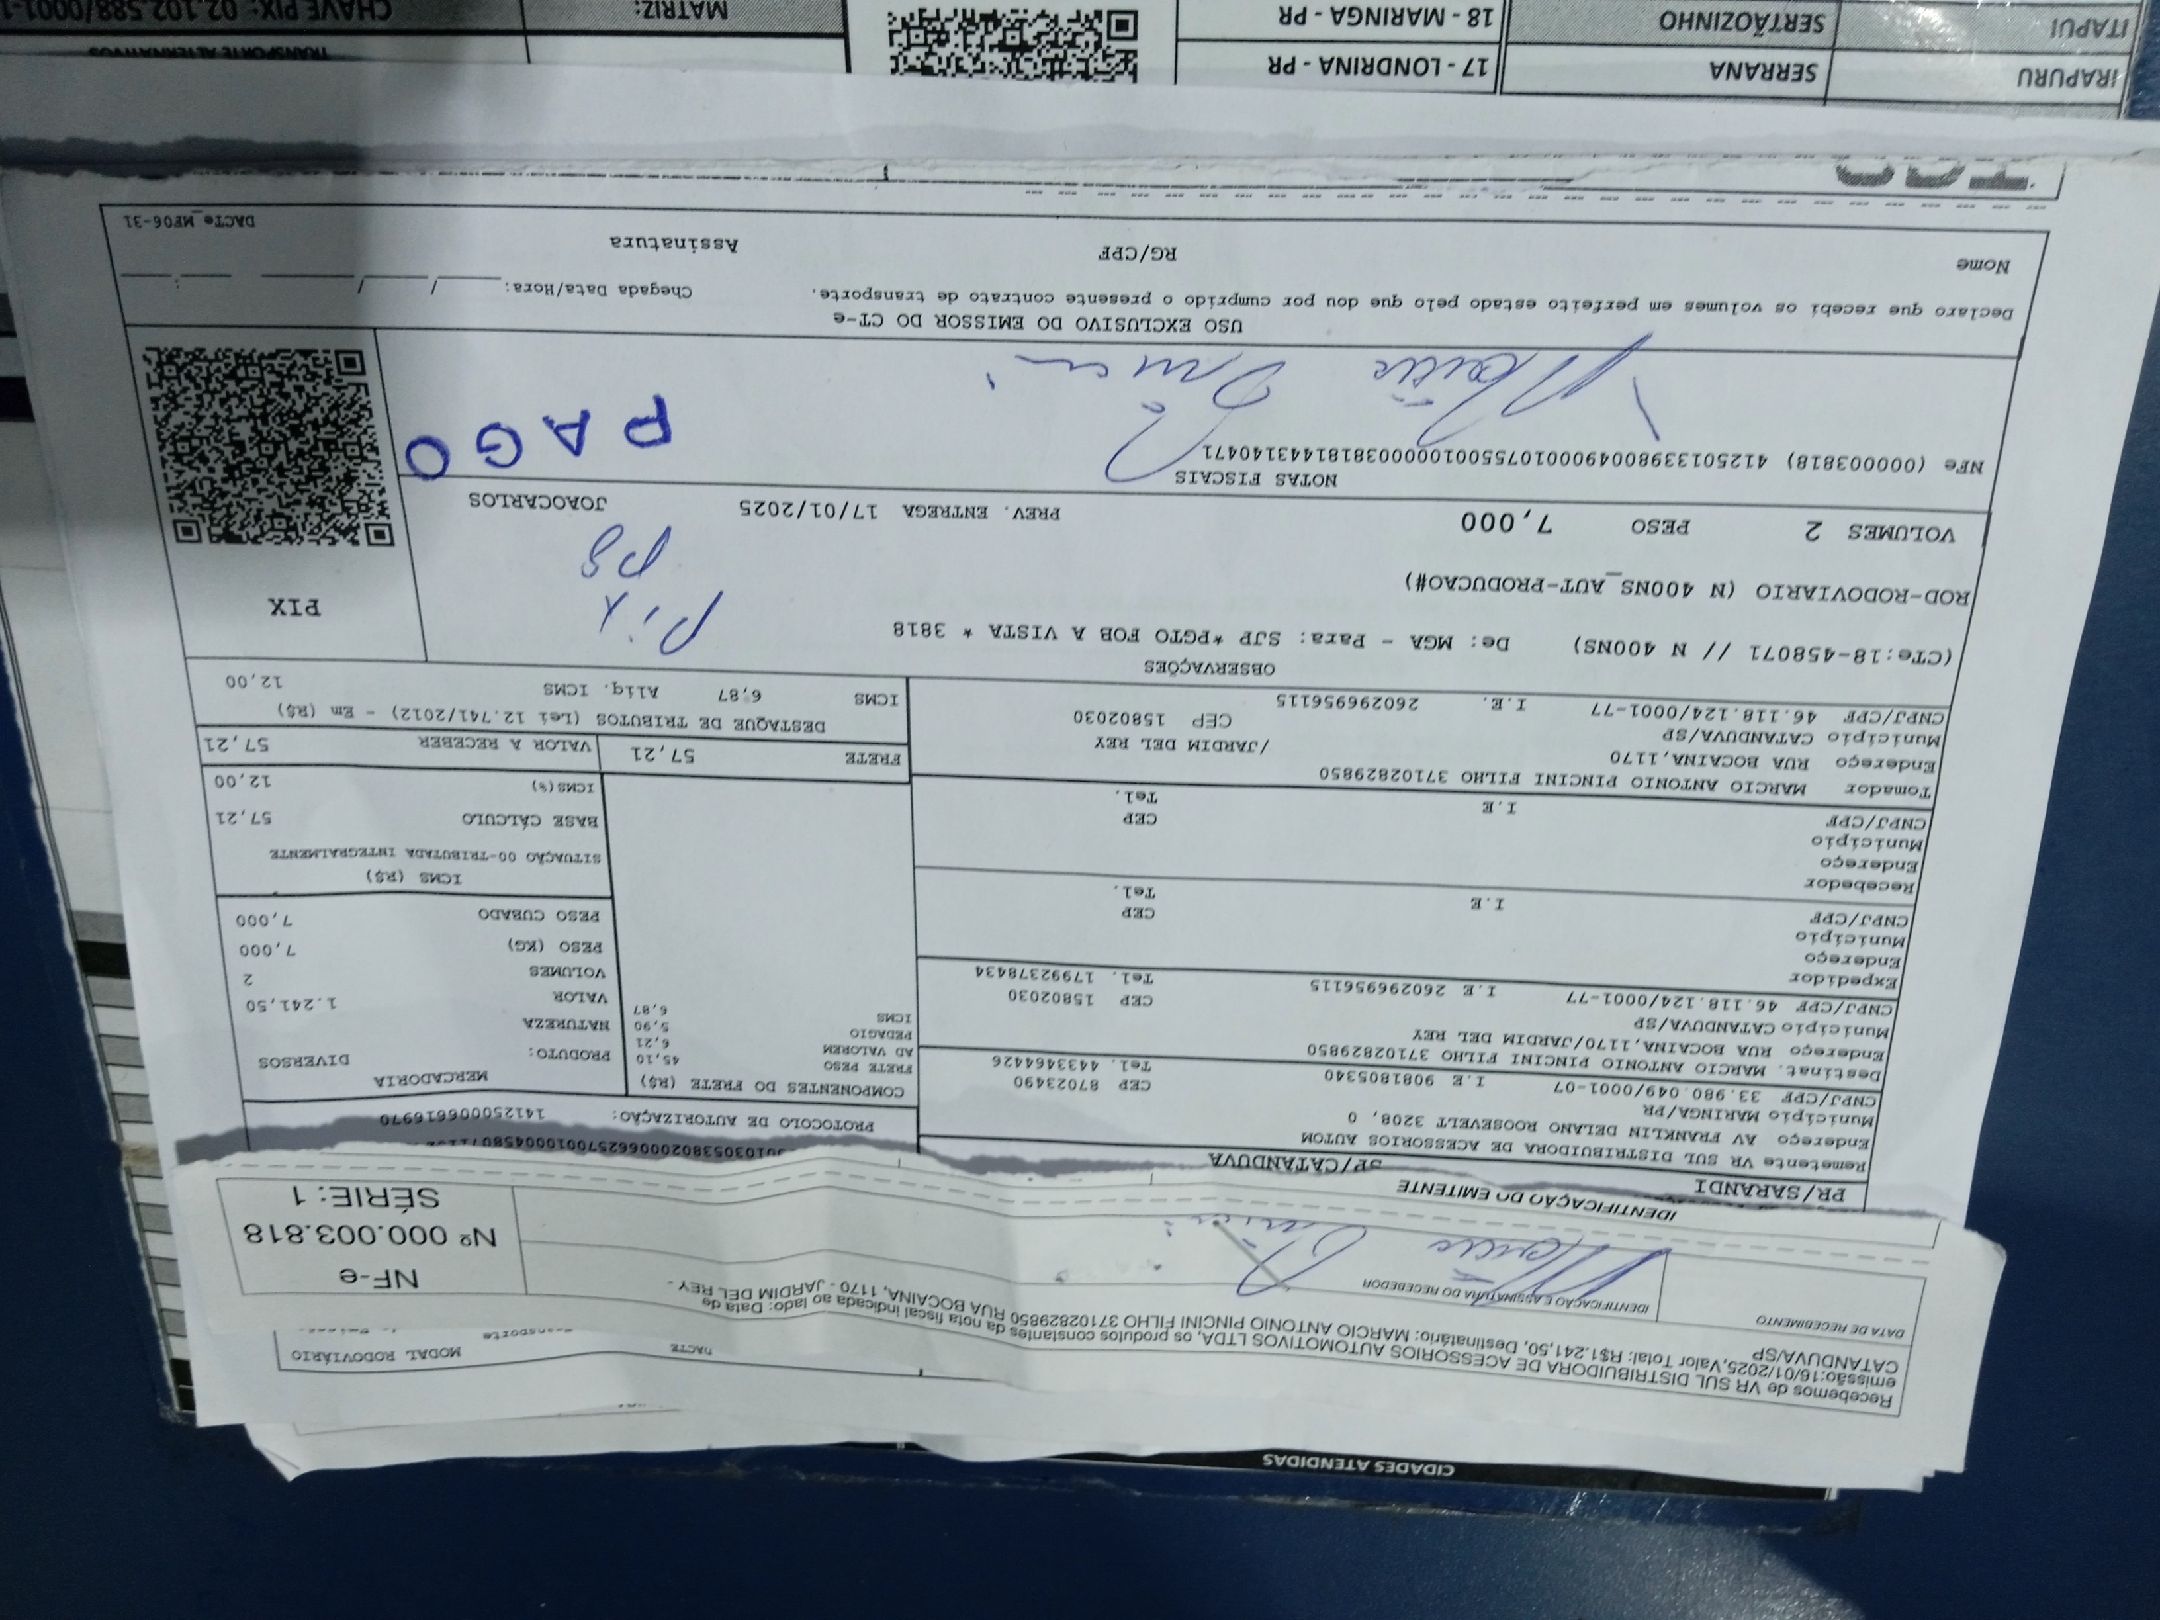 CIDADES ATENDIDAS
DACTE
MODAL RODOVIÁRIO
Recebemos de VR SUL DISTRIBUIDORA DE ACESSORIOS AUTOMOTIVOS LTDA, os produtos constantes da nota fiscal indicada ao lado: Data de
emissão:16/01/2025,Valor Total: R$1.241,50, Destinatário: MARCIO ANTONIO PINCINI FILHO 37102829850 RUA BOCAINA, 1170 - JARDIM DEL REY -
CATANDUVA/SP
DATA DE RECEBIMENTO
IDENTIFICAÇÃO E ASSINATURA DO RECEBEDOR
NF-e
Nº 000.003.818
SÉRIE: 1
IDENTIFICAÇÃO DO EMITENTE
PR/SARANDI
SP/CATANDUVA
Remetente VR SUL DISTRIBUIDORA DE ACESSORIOS AUTOM
Endereço AV FRANKLIN DELANO ROOSEVELT 3208, 0
Município MARINGA/PR CEP 87023490
CNPJ/CPF 33.980.049/0001-07 I.E 9081805340 Tel. 4433464426
Destinat. MARCIO ANTONIO PINCINI FILHO 37102829850
Endereço RUA BOCAINA,1170/JARDIM DEL REY
Município CATANDUVA/SP CEP 15802030
CNPJ/CPF 46.118.124/0001-77 I.E 260296956115 Tel. 17992378434
Expedidor
Endereço
Município CEP
CNPJ/CPF I.E Tel.
Recebedor
Endereço
Município CEP
CNPJ/CPF I.E Tel.
Tomador MARCIO ANTONIO PINCINI FILHO 37102829850
Endereço RUA BOCAINA,1170 /JARDIM DEL REY
Município CATANDUVA/SP CEP 15802030
CNPJ/CPF 46.118.124/0001-77 I.E. 260296956115
PROTOCOLO DE AUTORIZAÇÃO: 141250006616970
COMPONENTES DO FRETE (R$)
FRETE PESO 45,10
AD VALOREM 6,21
PEDAGIO 5,90
ICMS 6,87
MERCADORIA
PRODUTO: DIVERSOS
NATUREZA
VALOR 1.241,50
VOLUMES 2
PESO (KG) 7,000
PESO CUBADO 7,000
ICMS (R$)
SITUAÇÃO 00-TRIBUTADA INTEGRALMENTE
BASE CÁLCULO 57,21
ICMS(%) 12,00
FRETE 57,21
VALOR A RECEBER 57,21
DESTAQUE DE TRIBUTOS (Lei 12.741/2012) - Em (R$)
ICMS 6,87 Alíq. ICMS 12,00
OBSERVAÇÕES
(CTe:18-458071 // N 400NS) De: MGA - Para: SJP *PGTO FOB A VISTA * 3818
ROD-RODOVIARIO (N 400NS_AUT-PRODUCAO#)
Pix
PG
PIX
VOLUMES 2 PESO 7,000 PREV. ENTREGA 17/01/2025 JOAOCARLOS
NOTAS FISCAIS
NFe (000003818) 41250133980049000107550010000038181443140471
PAGO
USO EXCLUSIVO DO EMISSOR DO CT-e
Declaro que recebi os volumes em perfeito estado pelo que dou por cumprido o presente contrato de transporte.
Chegada Data/Hora: / / :
Nome
RG/CPF
Assinatura
DACTe_MF06-31
IRAPURU
SERRANA
17 - LONDRINA - PR
TRANSPORTE ALTERNATIVOS
ITAPUI
SERTÃOZINHO
18 - MARINGA - PR
MATRIZ:
CHAVE PIX: 02.102.588/0001-1